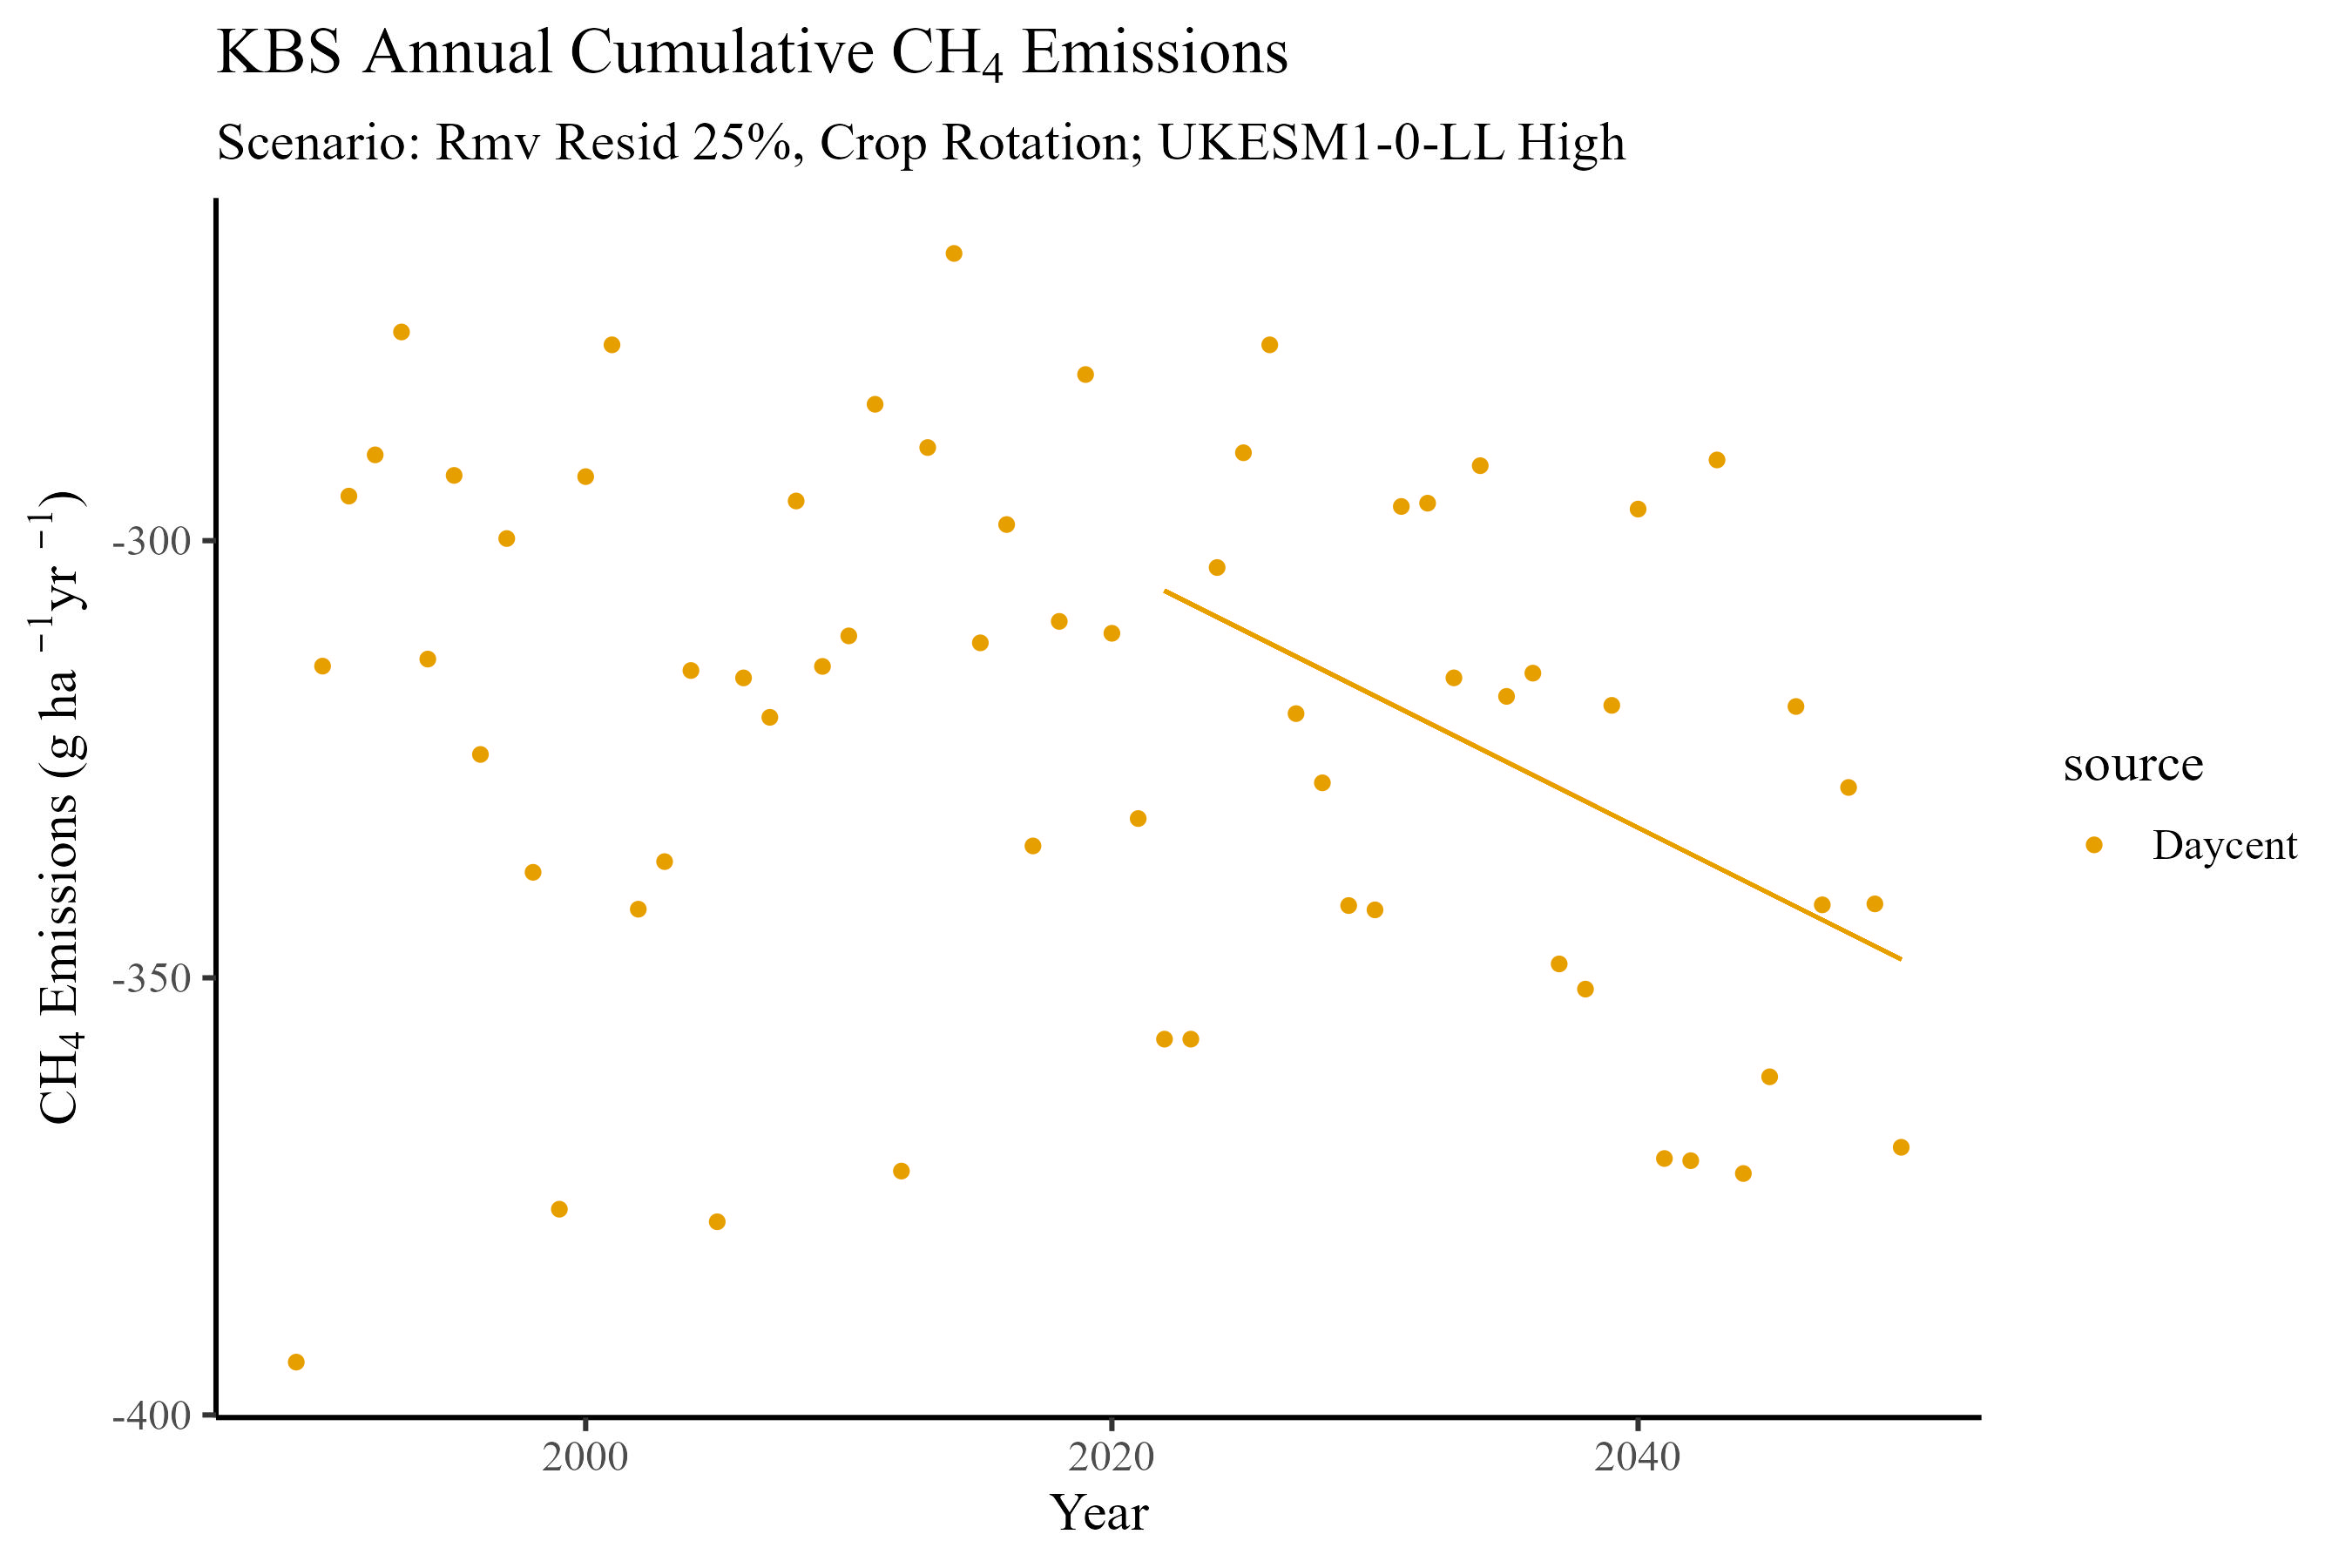 KBS Annual Cumulative CH₄ Emissions
Scenario: Rmv Resid 25%, Crop Rotation; UKESM1-0-LL High
CH₄ Emissions (g ha ⁻¹yr ⁻¹)
-300
-350
-400
2000
2020
2040
Year
source
Daycent